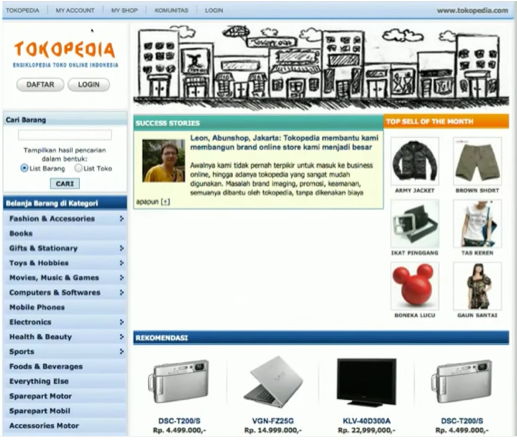 TOKOPEDIA | MY ACCOUNT | MY SHOP | KOMUNITAS | LOGIN
www.tokopedia.com
TOKOPEDIA
ENSIKLOPEDIA TOKO ONLINE INDONESIA
DAFTAR
LOGIN
Cari Barang
Tampilkan hasil pencarian
dalam bentuk:
List Barang
List Toko
CARI
Belanja Barang di Kategori
Fashion & Accessories
Books
Gifts & Stationary
Toys & Hobbies
Movies, Music & Games
Computers & Softwares
Mobile Phones
Electronics
Health & Beauty
Sports
Foods & Beverages
Everything Else
Sparepart Motor
Sparepart Mobil
Accessories Motor
SUCCESS STORIES
Leon, Abunshop, Jakarta: Tokopedia membantu kami
membangun brand online store kami menjadi besar
Awalnya kami tidak pernah terpikir untuk masuk ke business
online, hingga adanya tokopedia yang sangat mudah
digunakan. Masalah brand imaging, promosi, keamanan,
semuanya dibantu oleh tokopedia, tanpa dikenakan biaya
apapun [+]
TOP SELL OF THE MONTH
ARMY JACKET
BROWN SHORT
IKAT PINGGANG
TAS KEREN
BONEKA LUCU
GAUN SANTAI
REKOMENDASI
DSC-T200/S
Rp. 4.499.000,-
VGN-FZ25G
Rp. 14.999.000,-
KLV-40D300A
Rp. 22,999,000,-
DSC-T200/S
Rp. 4.499.000,-